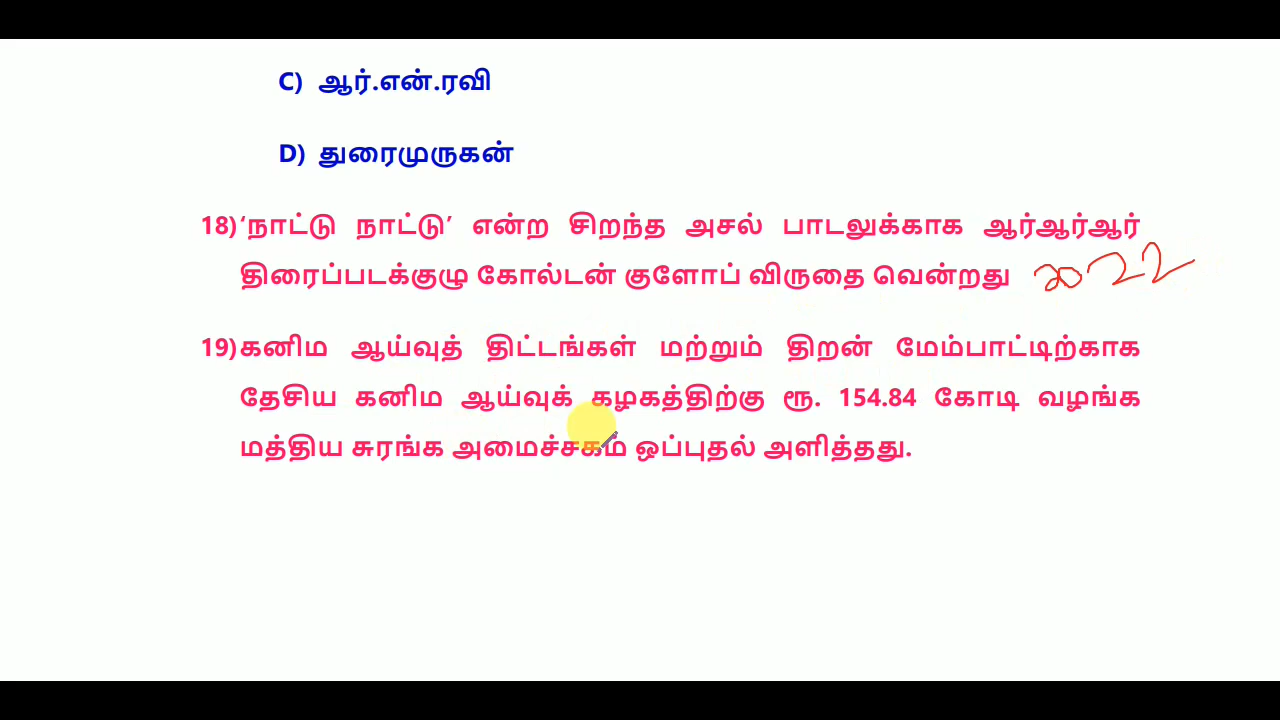 C) ஆர்.என்.ரவி
D) துரைமுருகன்
18) ‘நாட்டு நாட்டு’ என்ற சிறந்த அசல் பாடலுக்காக ஆர்ஆர்ஆர்
திரைப்படக்குழு கோல்டன் குளோப் விருதை வென்றது 2022
19) கனிம ஆய்வுத் திட்டங்கள் மற்றும் திறன் மேம்பாட்டிற்காக
தேசிய கனிம ஆய்வுக் கழகத்திற்கு ரூ. 154.84 கோடி வழங்க
மத்திய சுரங்க அமைச்சகம் ஒப்புதல் அளித்தது.